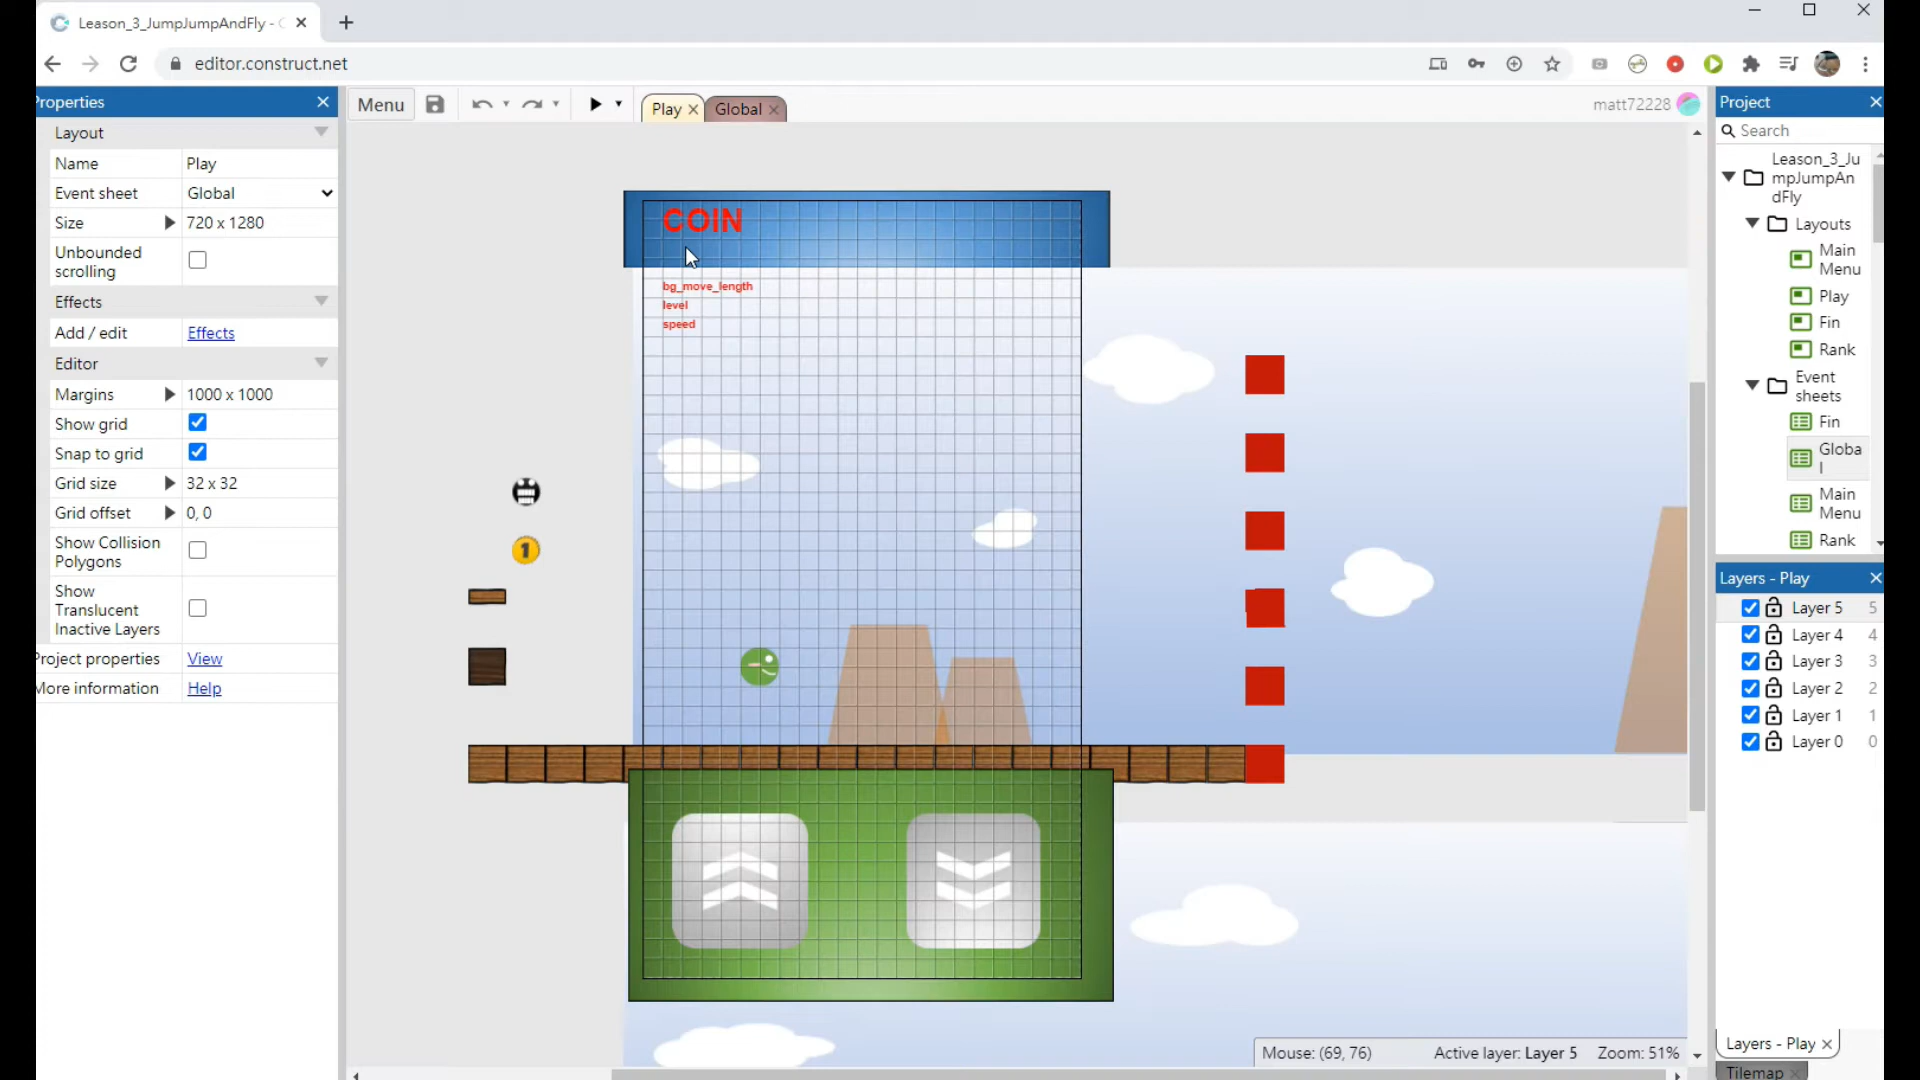 Leason_3_JumpJumpAndFly - C
editor.construct.net
Properties
Layout
Name Play
Event sheet Global
Size 720 x 1280
Unbounded
scrolling
Effects
Add / edit Effects
Editor
Margins 1000 x 1000
Show grid
Snap to grid
Grid size 32 x 32
Grid offset 0, 0
Show Collision
Polygons
Show
Translucent
Inactive Layers
Project properties View
More information Help
Menu
Play
Global
matt72228
COIN
bg_move_length
level
speed
1
Mouse: (69, 76) Active layer: Layer 5 Zoom: 51%
Project
Search
Leason_3_Ju
mpJumpAn
dFly
Layouts
Main
Menu
Play
Fin
Rank
Event
sheets
Fin
Globa
l
Main
Menu
Rank
Layers - Play
Layer 5 5
Layer 4 4
Layer 3 3
Layer 2 2
Layer 1 1
Layer 0 0
Layers - Play
Tilemap